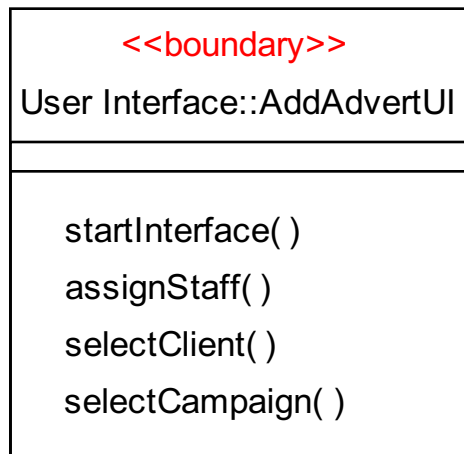 <<boundary>>
User Interface::AddAdvertUI
startInterface( )
assignStaff( )
selectClient( )
selectCampaign( )